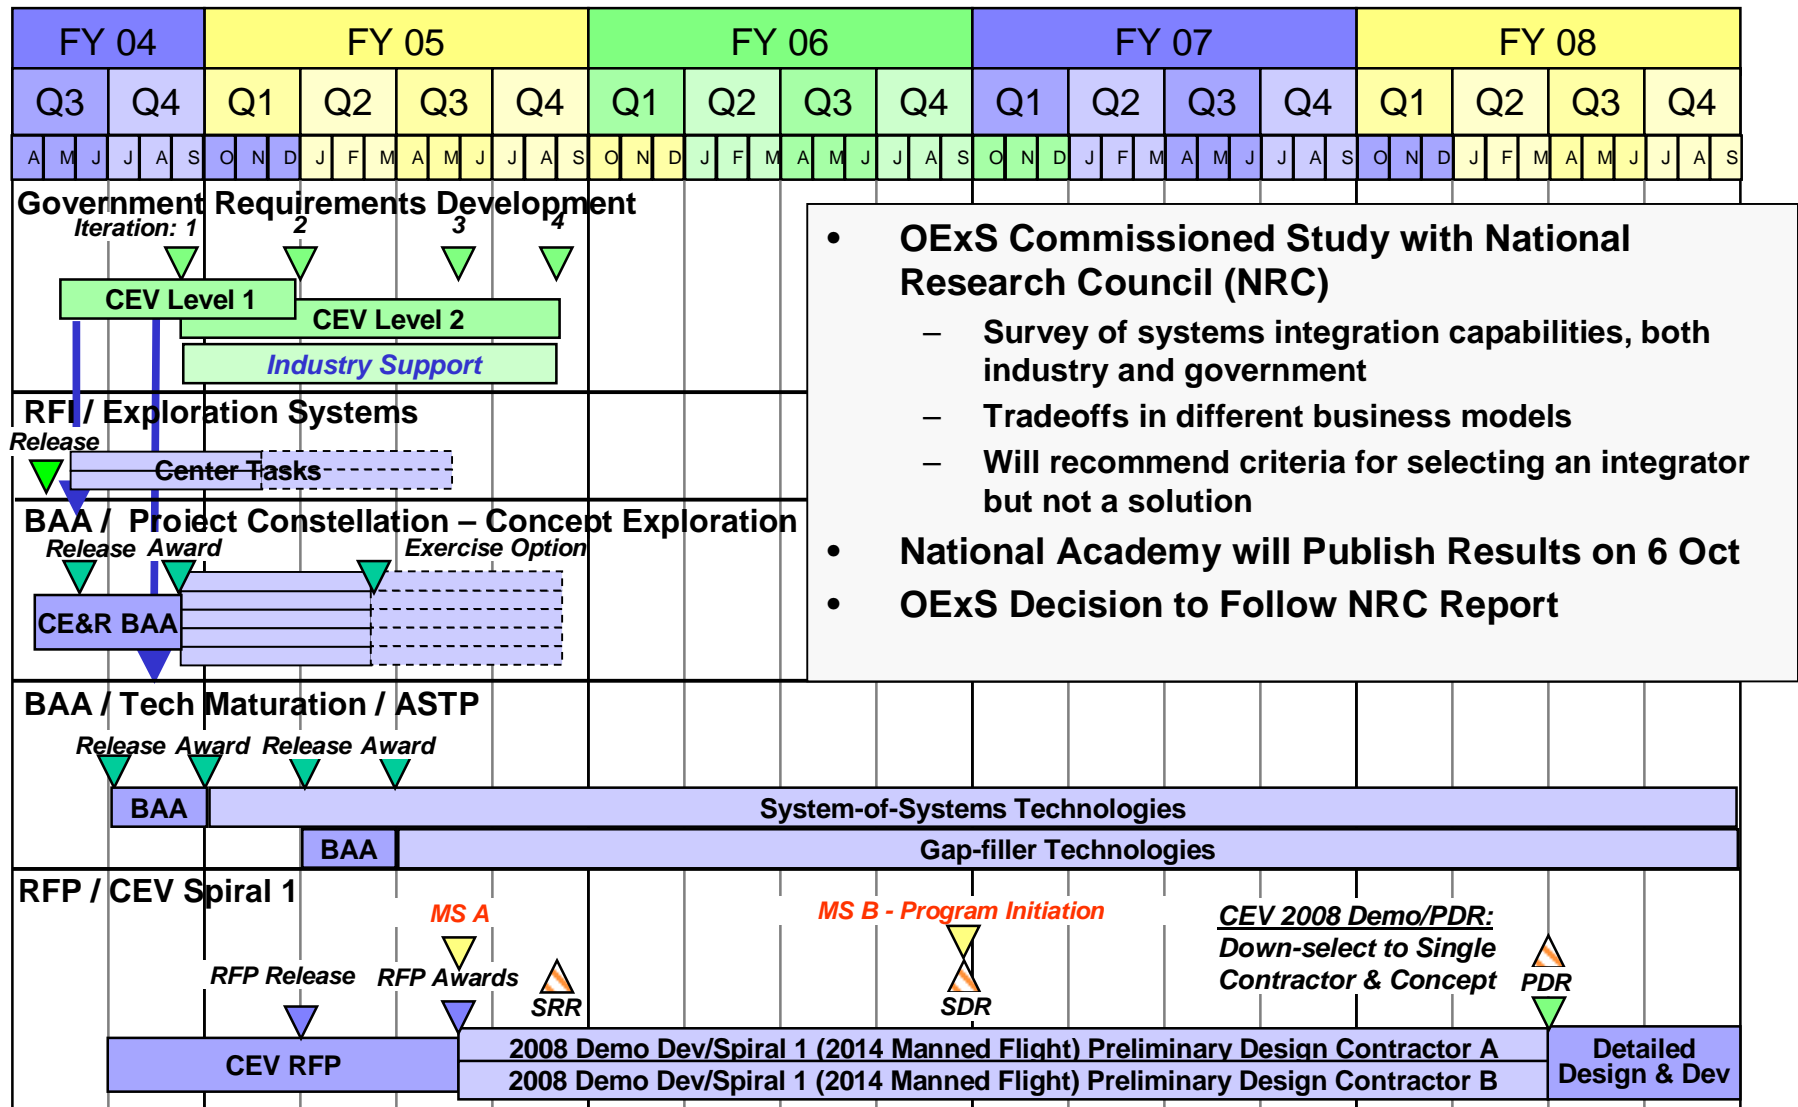 FY 04 FY 05 FY 06 FY 07 FY 08
Q3 Q4 Q1 Q2 Q3 Q4 Q1 Q2 Q3 Q4 Q1 Q2 Q3 Q4 Q1 Q2 Q3 Q4
A M J J A S O N D J F M A M J J A S O N D J F M A M J J A S O N D J F M A M J J A S O N D J F M A M J J A S
Government Requirements Development
Iteration: 1 2 3 4
CEV Level 1
CEV Level 2
Industry Support
RFI / Exploration Systems
Release
Center Tasks
BAA / Project Constellation – Concept Exploration
Release Award Exercise Option
CE&R BAA
• OExS Commissioned Study with National
Research Council (NRC)
– Survey of systems integration capabilities, both
industry and government
– Tradeoffs in different business models
– Will recommend criteria for selecting an integrator
but not a solution
• National Academy will Publish Results on 6 Oct
• OExS Decision to Follow NRC Report
BAA / Tech Maturation / ASTP
Release Award Release Award
BAA System-of-Systems Technologies
BAA Gap-filler Technologies
RFP / CEV Spiral 1
MS A
MS B - Program Initiation
CEV 2008 Demo/PDR:
Down-select to Single
Contractor & Concept
RFP Release RFP Awards
SRR
SDR
PDR
CEV RFP
2008 Demo Dev/Spiral 1 (2014 Manned Flight) Preliminary Design Contractor A
2008 Demo Dev/Spiral 1 (2014 Manned Flight) Preliminary Design Contractor B
Detailed
Design & Dev